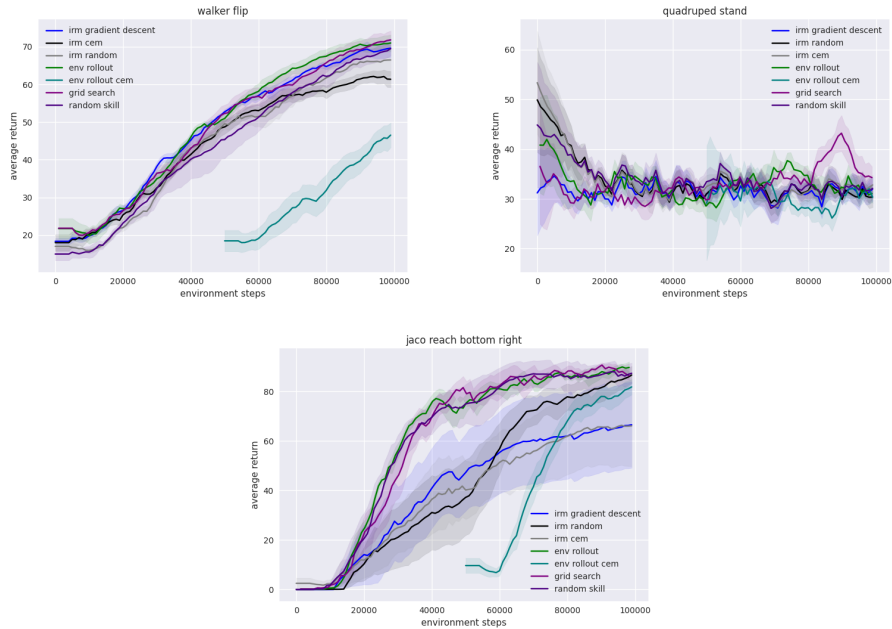 walker flip
irm gradient descent
irm cem
irm random
env rollout
env rollout cem
grid search
random skill
70
60
50
40
30
20
average return
0
20000
40000
60000
80000
100000
environment steps
quadruped stand
irm gradient descent
irm random
irm cem
env rollout
env rollout cem
grid search
random skill
60
50
40
30
20
average return
0
20000
40000
60000
80000
100000
environment steps
jaco reach bottom right
80
60
40
20
0
average return
irm gradient descent
irm random
irm cem
env rollout
env rollout cem
grid search
random skill
0
20000
40000
60000
80000
100000
environment steps